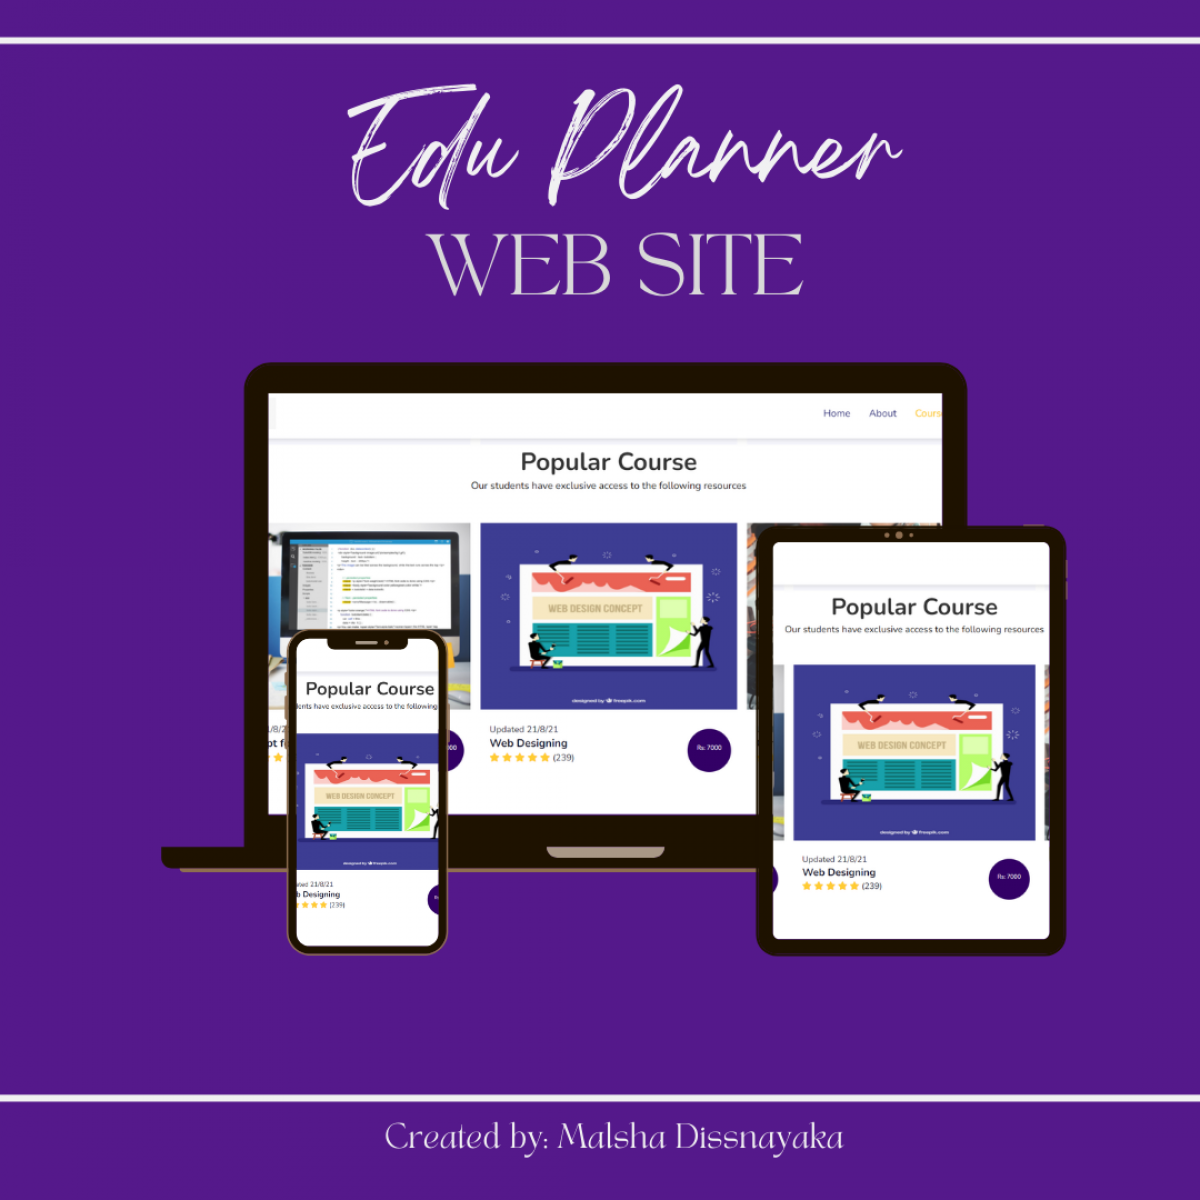 Edu Planner
WEB SITE
Home About Cours
Popular Course
Our students have exclusive access to the following resources
WEB DESIGN CONCEPT
designed by freepik.com
Updated 21/8/21
Web Designing
(239)
Rs: 7000
Popular Course
Our students have exclusive access to the following resources
WEB DESIGN CONCEPT
designed by freepik.com
Updated 21/8/21
Web Designing
(239)
Rs: 7000
Popular Course
dents have exclusive access to the following
WEB DESIGN CONCEPT
designed by freepik.com
21/8/21
b Designing
(239)
Created by: Malsha Dissnayaka